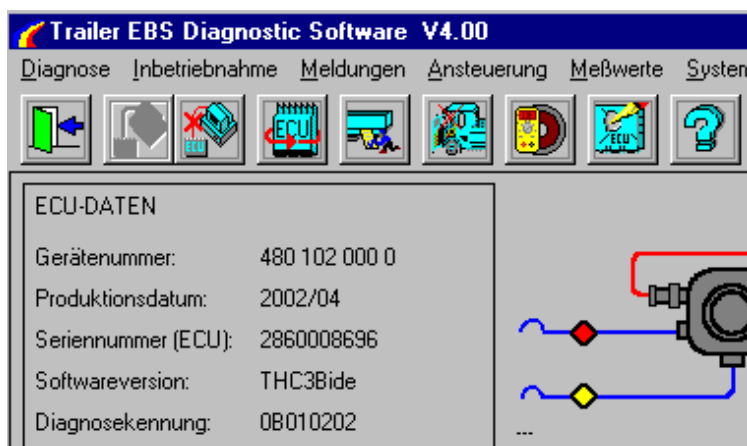 Trailer EBS Diagnostic Software V4.00
Diagnose Inbetriebnahme Meldungen Ansteuerung Meßwerte System
ECU
ECU
ECU
ECU-DATEN
Gerätenummer: 480 102 000 0
Produktionsdatum: 2002/04
Seriennummer (ECU): 2860008696
Softwareversion: THC3Bide
Diagnosekennung: 0B010202
---